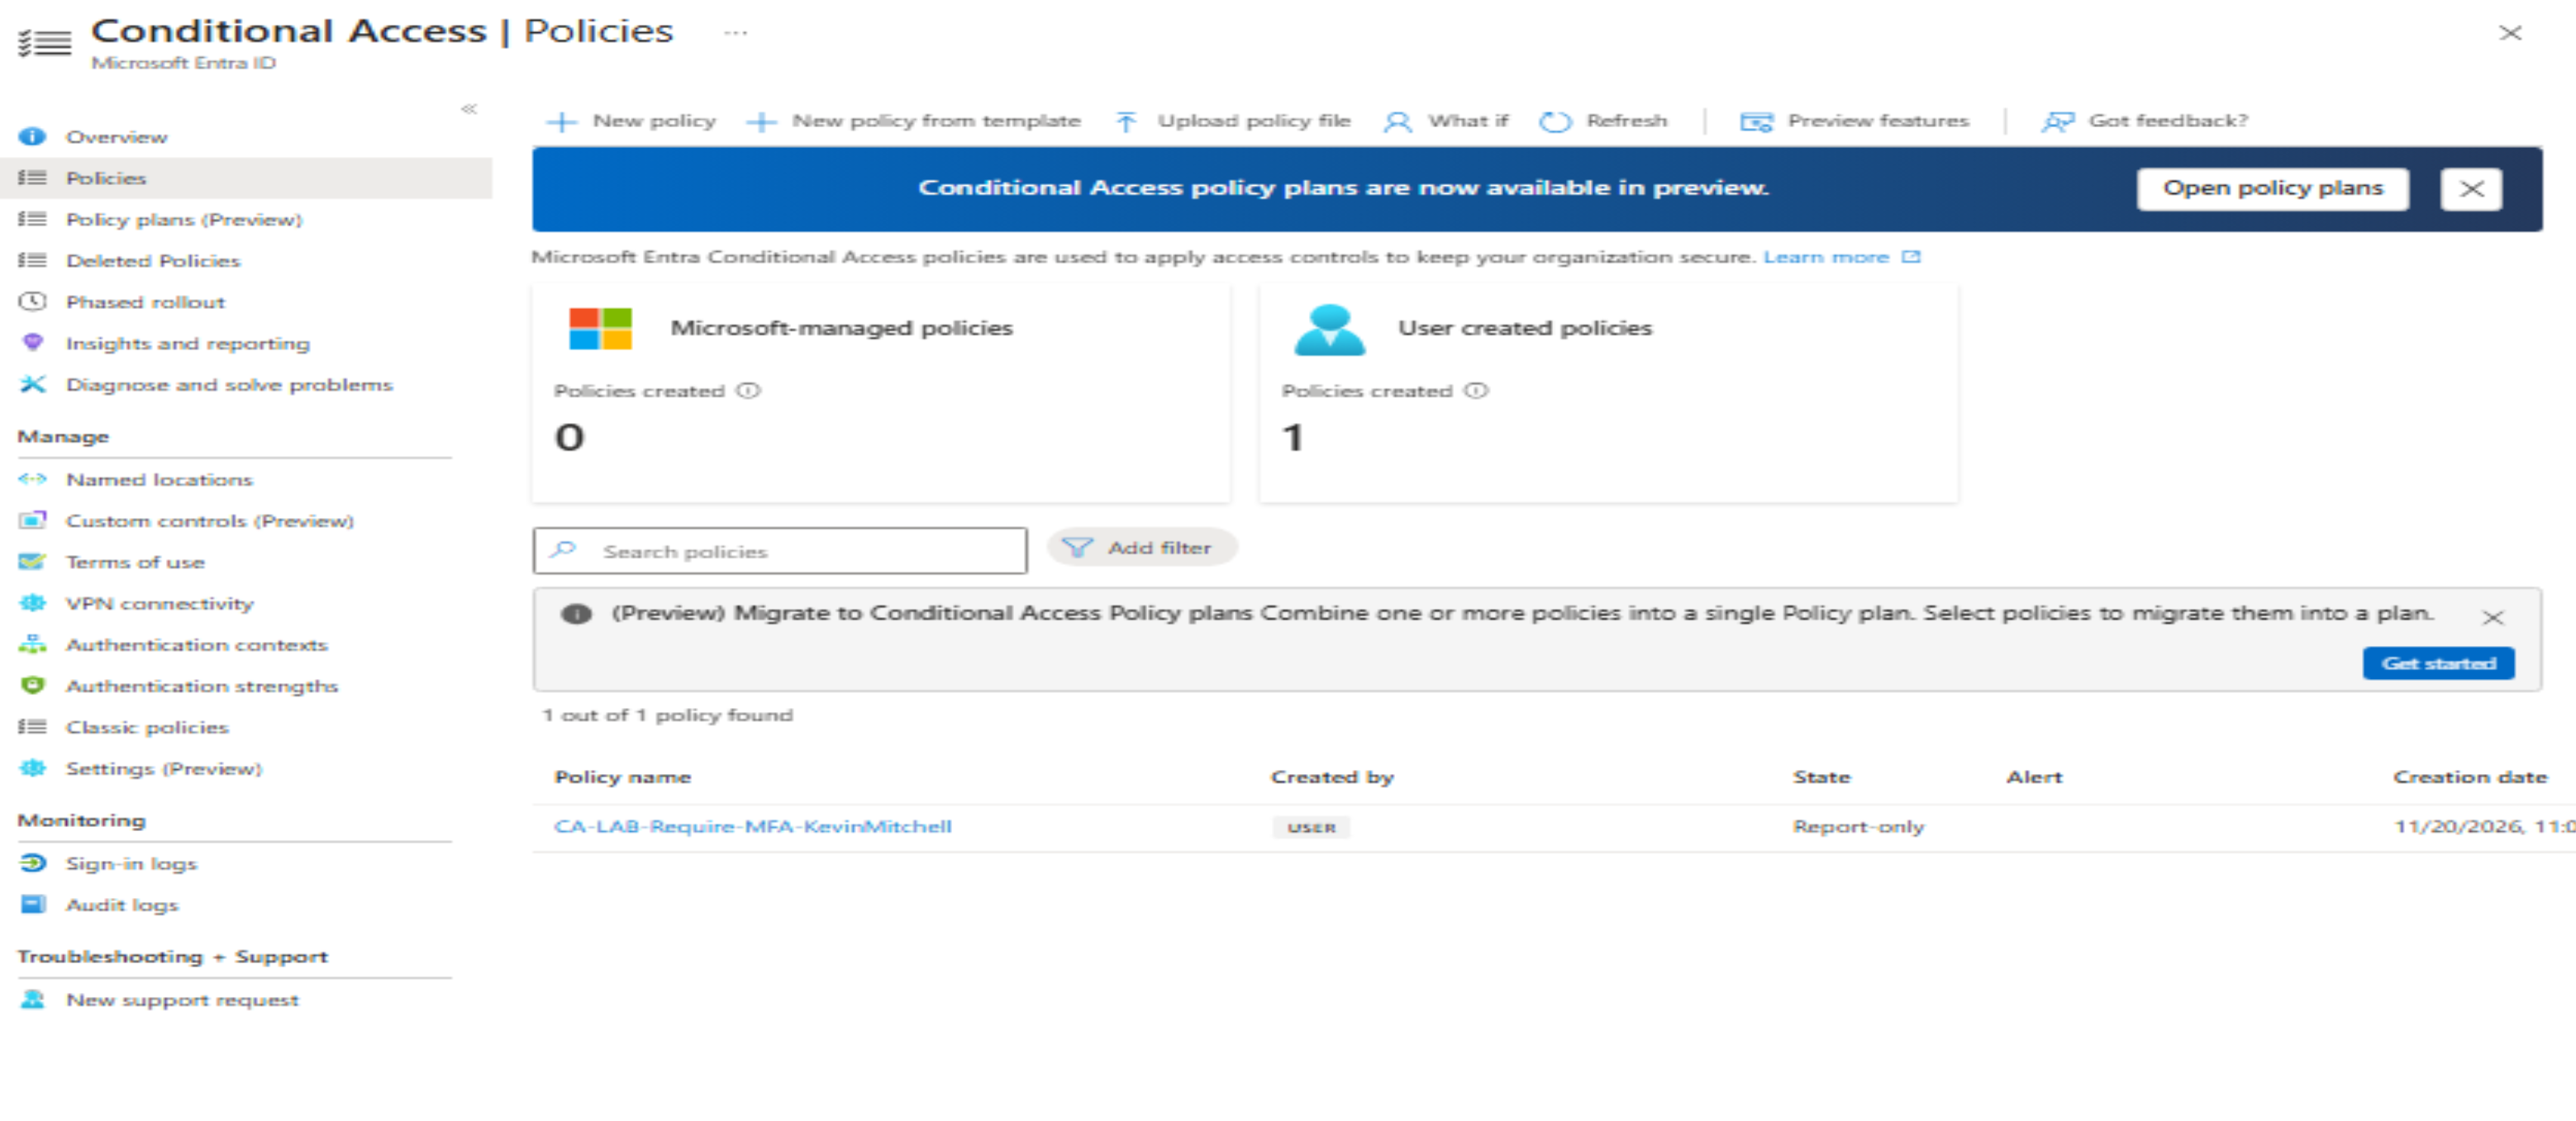 Conditional Access | Policies ...
Microsoft Entra ID
Overview
Policies
Policy plans (Preview)
Deleted Policies
Phased rollout
Insights and reporting
Diagnose and solve problems
Manage
Named locations
Custom controls (Preview)
Terms of use
VPN connectivity
Authentication contexts
Authentication strengths
Classic policies
Settings (Preview)
Monitoring
Sign-in logs
Audit logs
Troubleshooting + Support
New support request
New policy New policy from template Upload policy file What if Refresh Preview features Got feedback?
Conditional Access policy plans are now available in preview. Open policy plans
Microsoft Entra Conditional Access policies are used to apply access controls to keep your organization secure. Learn more
Microsoft-managed policies
Policies created
0
User created policies
Policies created
1
Search policies Add filter
(Preview) Migrate to Conditional Access Policy plans Combine one or more policies into a single Policy plan. Select policies to migrate them into a plan.
Get started
1 out of 1 policy found
Policy name Created by State Alert Creation date
CA-LAB-Require-MFA-KevinMitchell USER Report-only 11/20/2026, 11:0